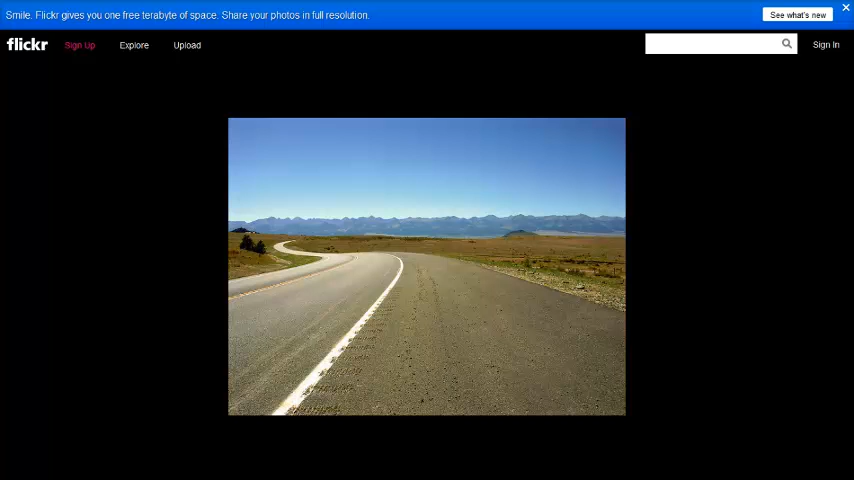 Smile. Flickr gives you one free terabyte of space. Share your photos in full resolution.
See what's new
flickr
Sign Up
Explore
Upload
Sign In